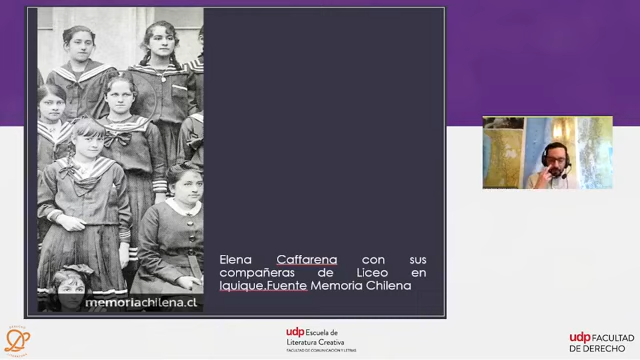 Elena Caffarena con sus
compañeras de Liceo en
Iquique,Fuente Memoria Chilena
memoriachilena.cl
udp Escuela de
Literatura Creativa
FACULTAD DE COMUNICACIÓN Y LETRAS
udp FACULTAD
DE DERECHO